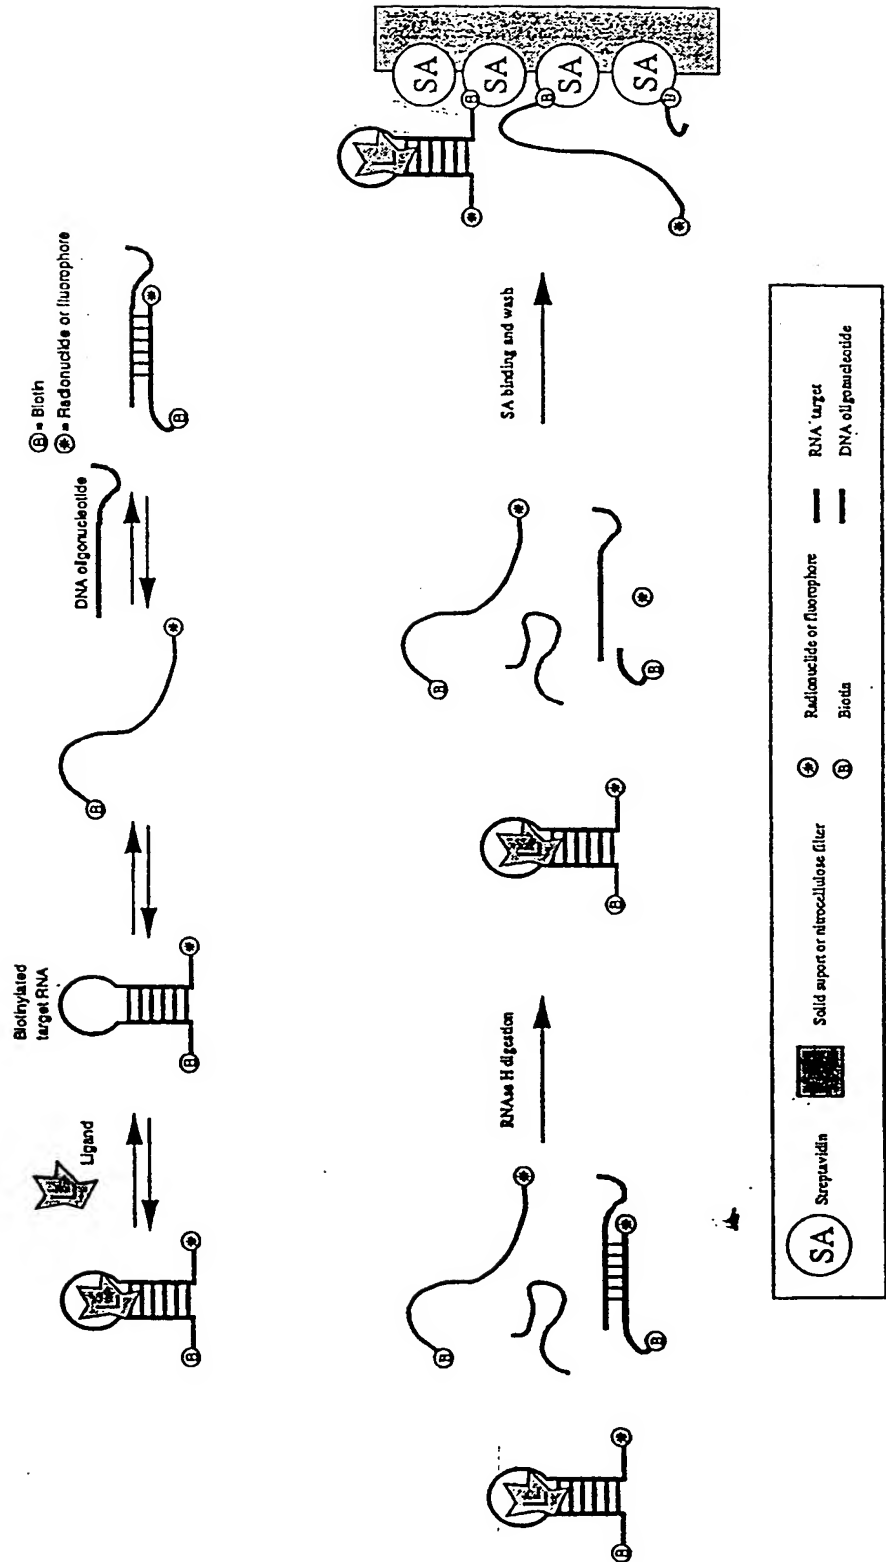 Ligand
Biotinylated
target RNA
DNA oligonucleotide
B = Biotin
* = Radionuclide or fluorophore
L
B
*
B
*
B
*
B
*
L
B
*
B
*
B
*
RNAse H digestion
L
B
*
B
*
B
*
SA binding and wash
L
*
B
*
B
SA
SA
SA
SA
SA
Streptavidin
Solid suport or nitrocellulose filter
* Radionuclide or fluorophore
B Biotin
RNA target
DNA oligonucleotide